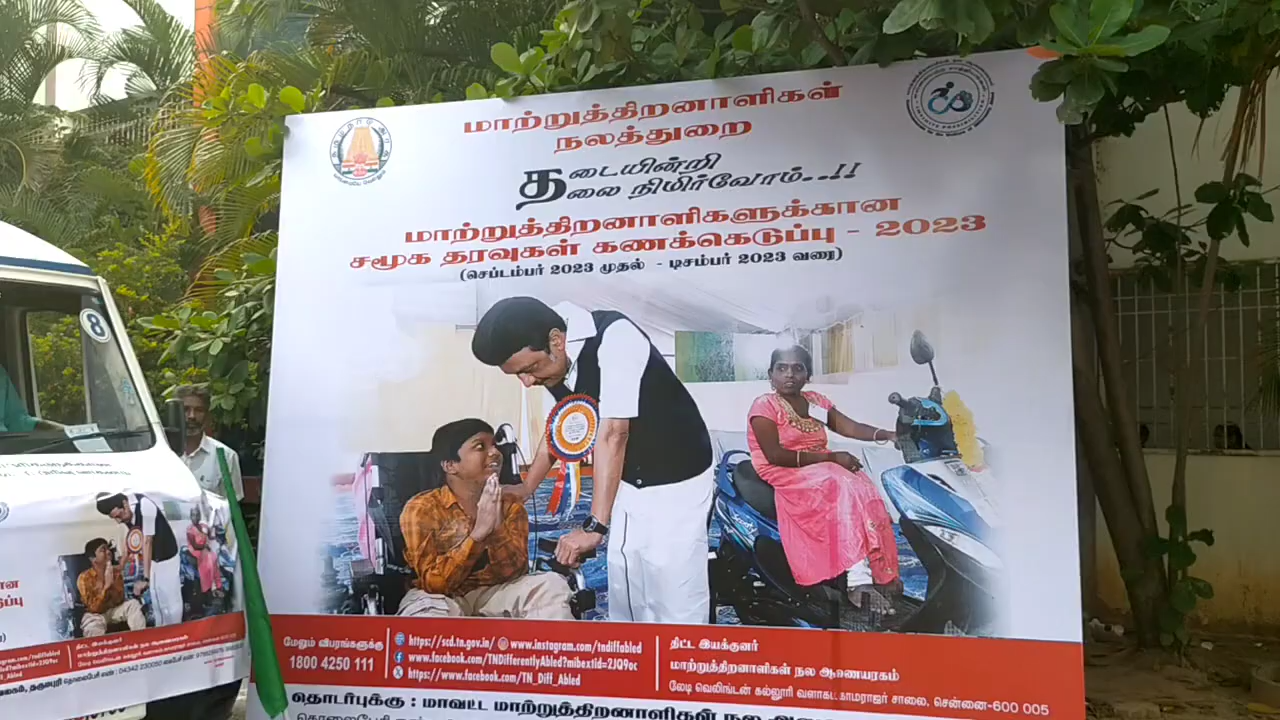 மாற்றுத்திறனாளிகள்
நலத்துறை
தடையின்றி
தலை நிமிர்வோம்..!!
மாற்றுத்திறனாளிகளுக்கான
சமூக தரவுகள் கணக்கெடுப்பு - 2023
(செப்டம்பர் 2023 முதல் - டிசம்பர் 2023 வரை)
8
மேலும் விபரங்களுக்கு
1800 4250 111
https://scd.tn.gov.in/ www.instagram.com/tndiffabled
www.facebook.com/TNDifferentlyAbled?mibextid=2JQ9oc
https://www.facebook.com/TN_Diff_Abled
திட்ட இயக்குனர்
மாற்றுத்திறனாளிகள் நல ஆணையரகம்
லேடி வெலிங்டன் கல்லூரி வளாகம், காமராஜர் சாலை, சென்னை-600 005
தொடர்புக்கு : மாவட்ட மாற்றுத்திறனாளிகள் நல